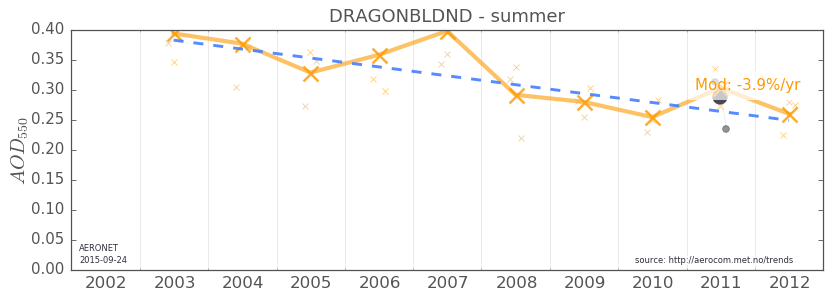 DRAGONBLDND - summer
0.40
0.35
0.30
0.25
0.20
0.15
0.10
0.05
0.00
AOD550
Mod: -3.9%/yr
AERONET
2015-09-24
source: http://aerocom.met.no/trends
2002 2003 2004 2005 2006 2007 2008 2009 2010 2011 2012